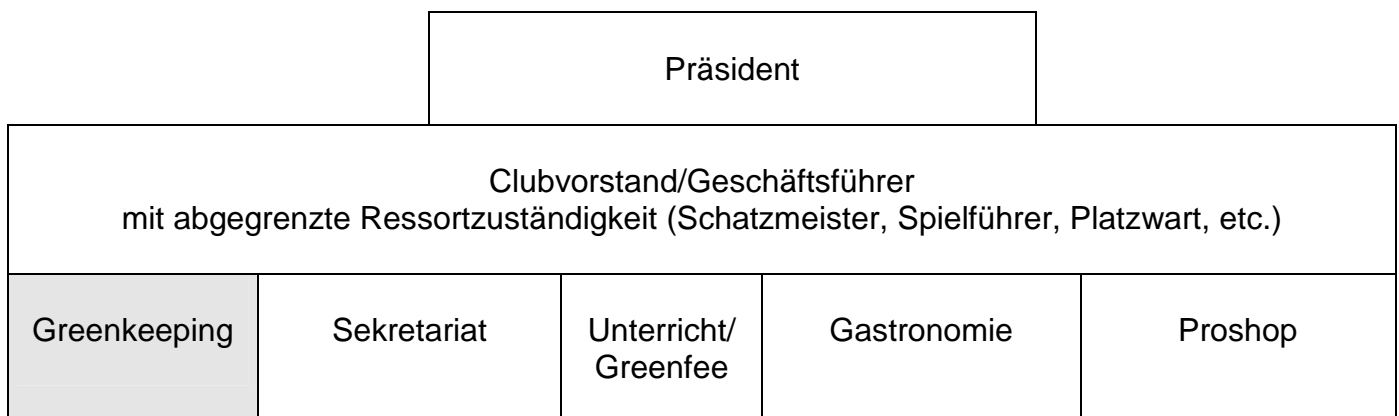 Präsident
Clubvorstand/Geschäftsführer
mit abgegrenzte Ressortzuständigkeit (Schatzmeister, Spielführer, Platzwart, etc.)
Greenkeeping
Sekretariat
Unterricht/
Greenfee
Gastronomie
Proshop